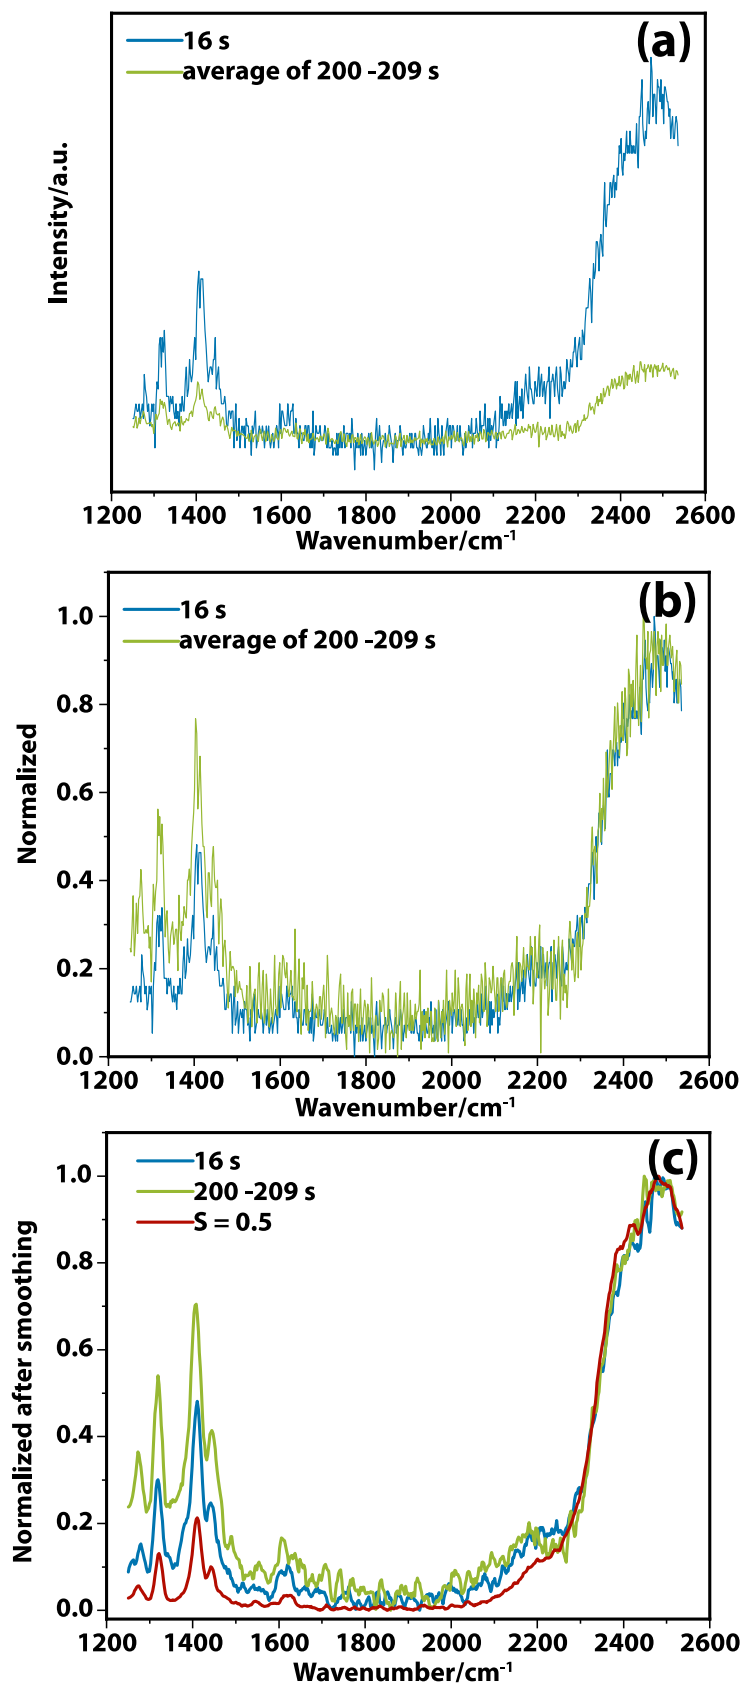 (a)
16 s
average of 200 -209 s
Intensity/a.u.
1200 1400 1600 1800 2000 2200 2400 2600
Wavenumber/cm-1
(b)
16 s
average of 200 -209 s
1.0
0.8
0.6
0.4
0.2
0.0
Normalized
1200 1400 1600 1800 2000 2200 2400 2600
Wavenumber/cm-1
(c)
16 s
200 -209 s
S = 0.5
1.0
0.8
0.6
0.4
0.2
0.0
Normalized after smoothing
1200 1400 1600 1800 2000 2200 2400 2600
Wavenumber/cm-1